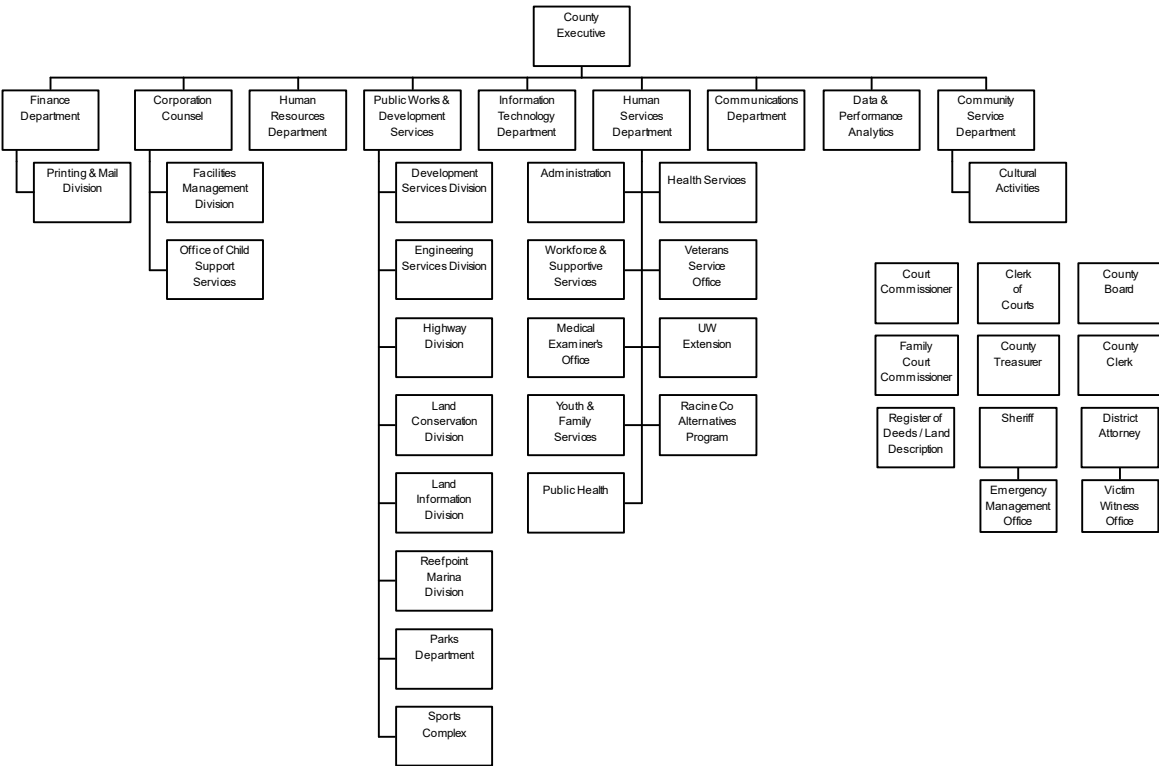 County
Executive
Finance
Department
Corporation
Counsel
Human
Resources
Department
Public Works &
Development
Services
Information
Technology
Department
Human
Services
Department
Communications
Department
Data &
Performance
Analytics
Community
Service
Department
Printing & Mail
Division
Facilities
Management
Division
Office of Child
Support
Services
Development
Services Division
Engineering
Services Division
Highway
Division
Land
Conservation
Division
Land
Information
Division
Reefpoint
Marina
Division
Parks
Department
Sports
Complex
Administration
Health Services
Workforce &
Supportive
Services
Veterans
Service
Office
Medical
Examiner's
Office
UW
Extension
Youth &
Family
Services
Racine Co
Alternatives
Program
Public Health
Cultural
Activities
Court
Commissioner
Clerk
of
Courts
County
Board
Family
Court
Commissioner
County
Treasurer
County
Clerk
Register of
Deeds / Land
Description
Sheriff
District
Attorney
Emergency
Management
Office
Victim
Witness
Office